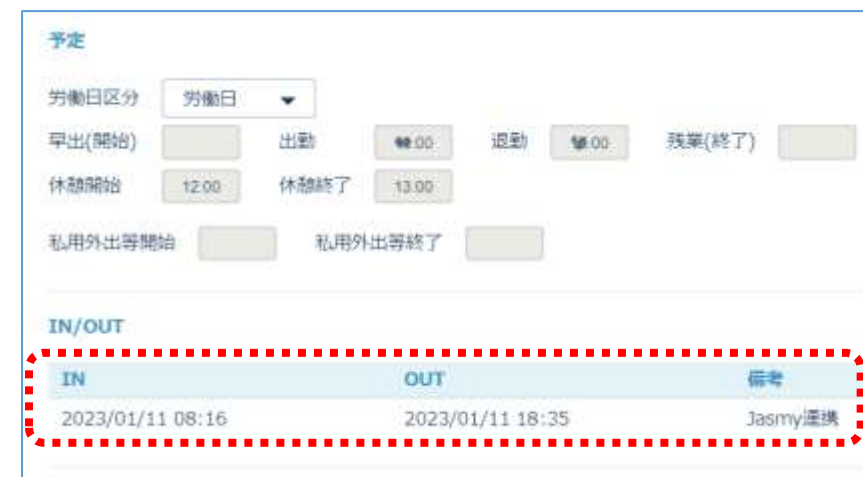 予定
労働日区分 労働日
早出(開始) 出勤 :00 退勤 :00 残業(終了)
休憩開始 12:00 休憩終了 13:00
私用外出等開始 私用外出等終了
IN/OUT
IN OUT 備考
2023/01/11 08:16 2023/01/11 18:35 Jasmy連携